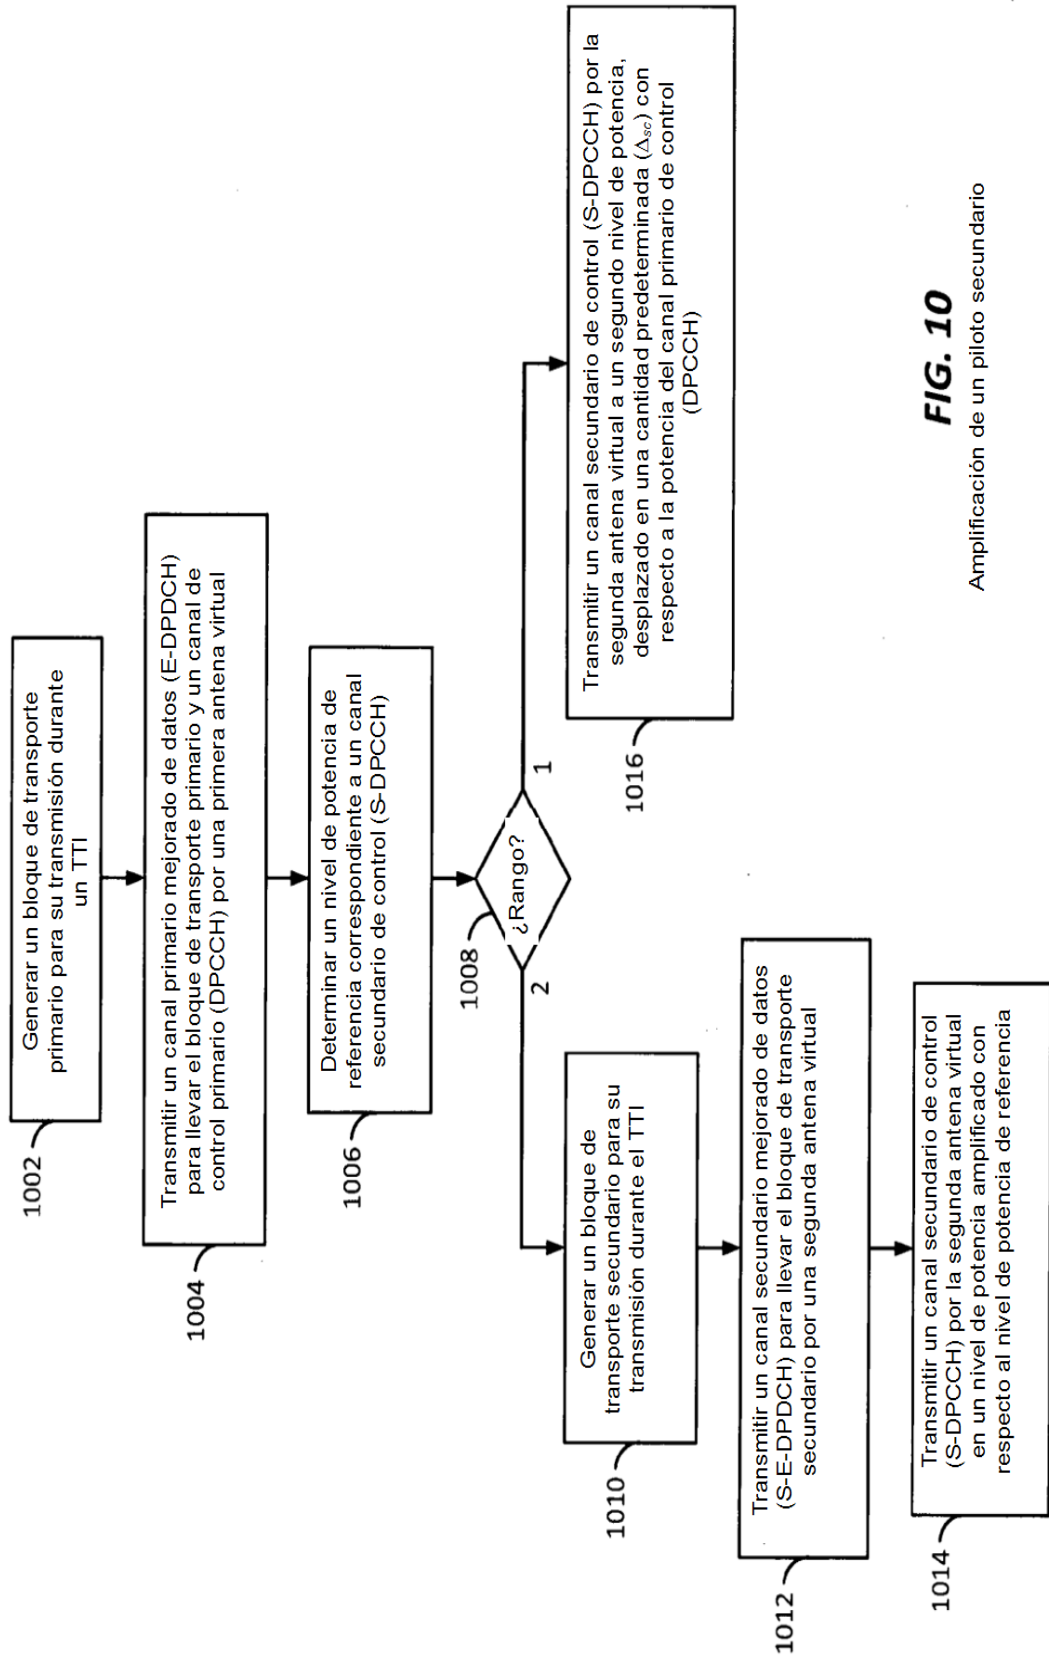 1002
Generar un bloque de transporte
primario para su transmisión durante
un TTI
1004
Transmitir un canal primario mejorado de datos (E-DPDCH)
para llevar el bloque de transporte primario y un canal de
control primario (DPCCH) por una primera antena virtual
1006
Determinar un nivel de potencia de
referencia correspondiente a un canal
secundario de control (S-DPCCH)
1008
¿Rango?
2
1
1010
Generar un bloque de
transporte secundario para su
transmisión durante el TTI
1012
Transmitir un canal secundario mejorado de datos
(S-E-DPDCH) para llevar el bloque de transporte
secundario por una segunda antena virtual
1014
Transmitir un canal secundario de control
(S-DPCCH) por la segunda antena virtual
en un nivel de potencia amplificado con
respecto al nivel de potencia de referencia
1016
Transmitir un canal secundario de control (S-DPCCH) por la
segunda antena virtual a un segundo nivel de potencia,
desplazado en una cantidad predeterminada (Δsc) con
respecto a la potencia del canal primario de control
(DPCCH)
FIG. 10
Amplificación de un piloto secundario